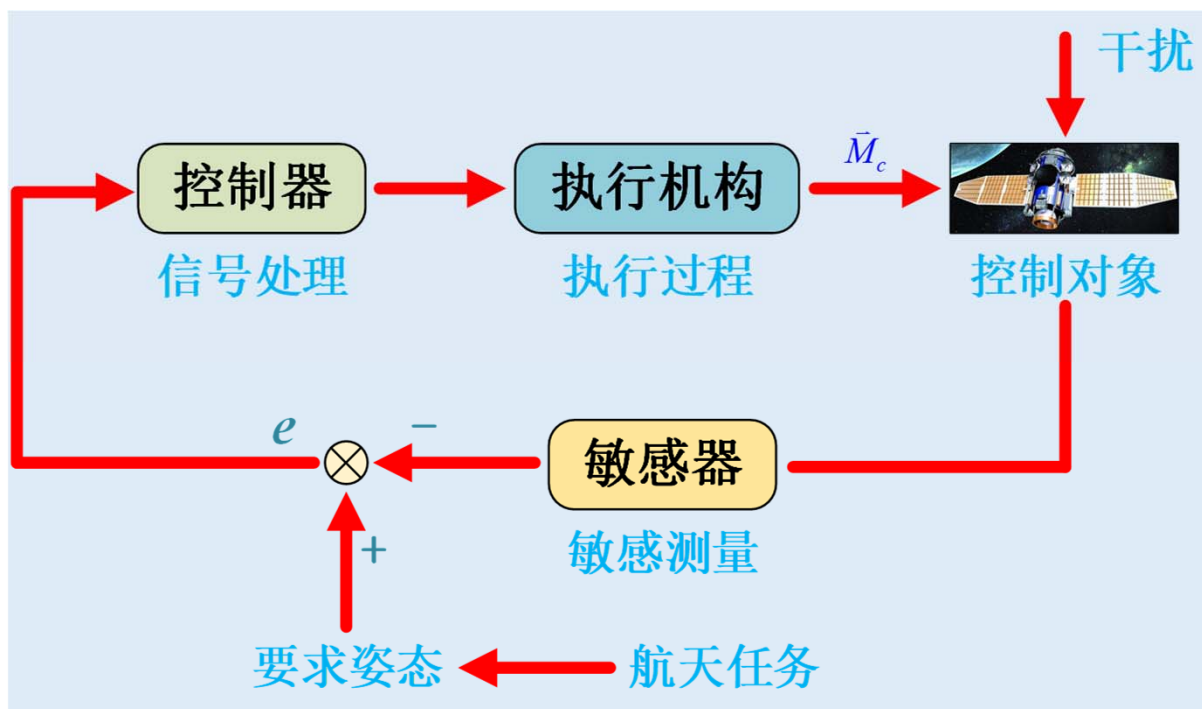 干扰
控制器
执行机构
M̄c
信号处理
执行过程
控制对象
e
−
敏感器
+
敏感测量
要求姿态
航天任务